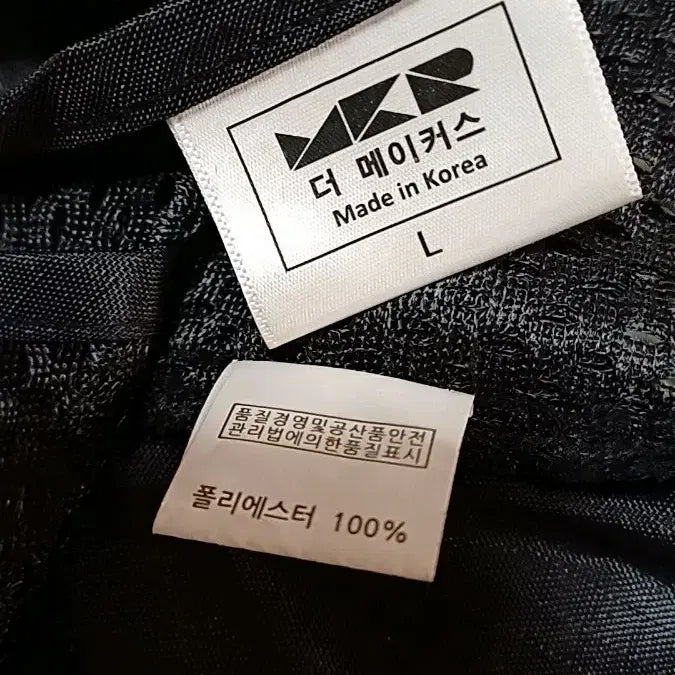 MKR
더 메이커스
Made in Korea
L
품질경영및공산품안전
관리법에의한품질표시
폴리에스터 100%